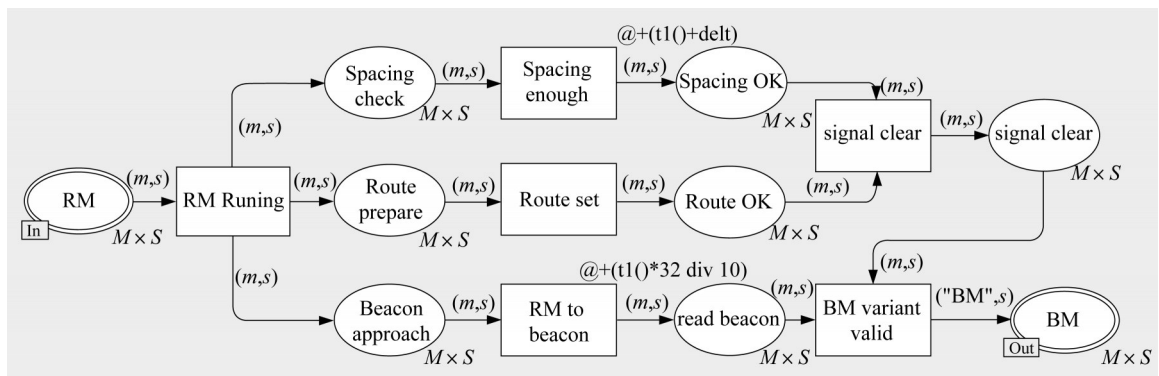 @+(t1()+delt)
Spacing
check
(m,s)
Spacing
enough
(m,s)
Spacing OK
M × S
M × S
(m,s)
(m,s)
signal clear
(m,s)
signal clear
M × S
RM
In
M × S
(m,s)
RM Runing
(m,s)
Route
prepare
M × S
(m,s)
Route set
(m,s)
Route OK
M × S
(m,s)
(m,s)
@+(t1()*32 div 10)
(m,s)
Beacon
approach
M × S
(m,s)
RM to
beacon
(m,s)
read beacon
M × S
(m,s)
BM variant
valid
("BM",s)
BM
Out
M × S